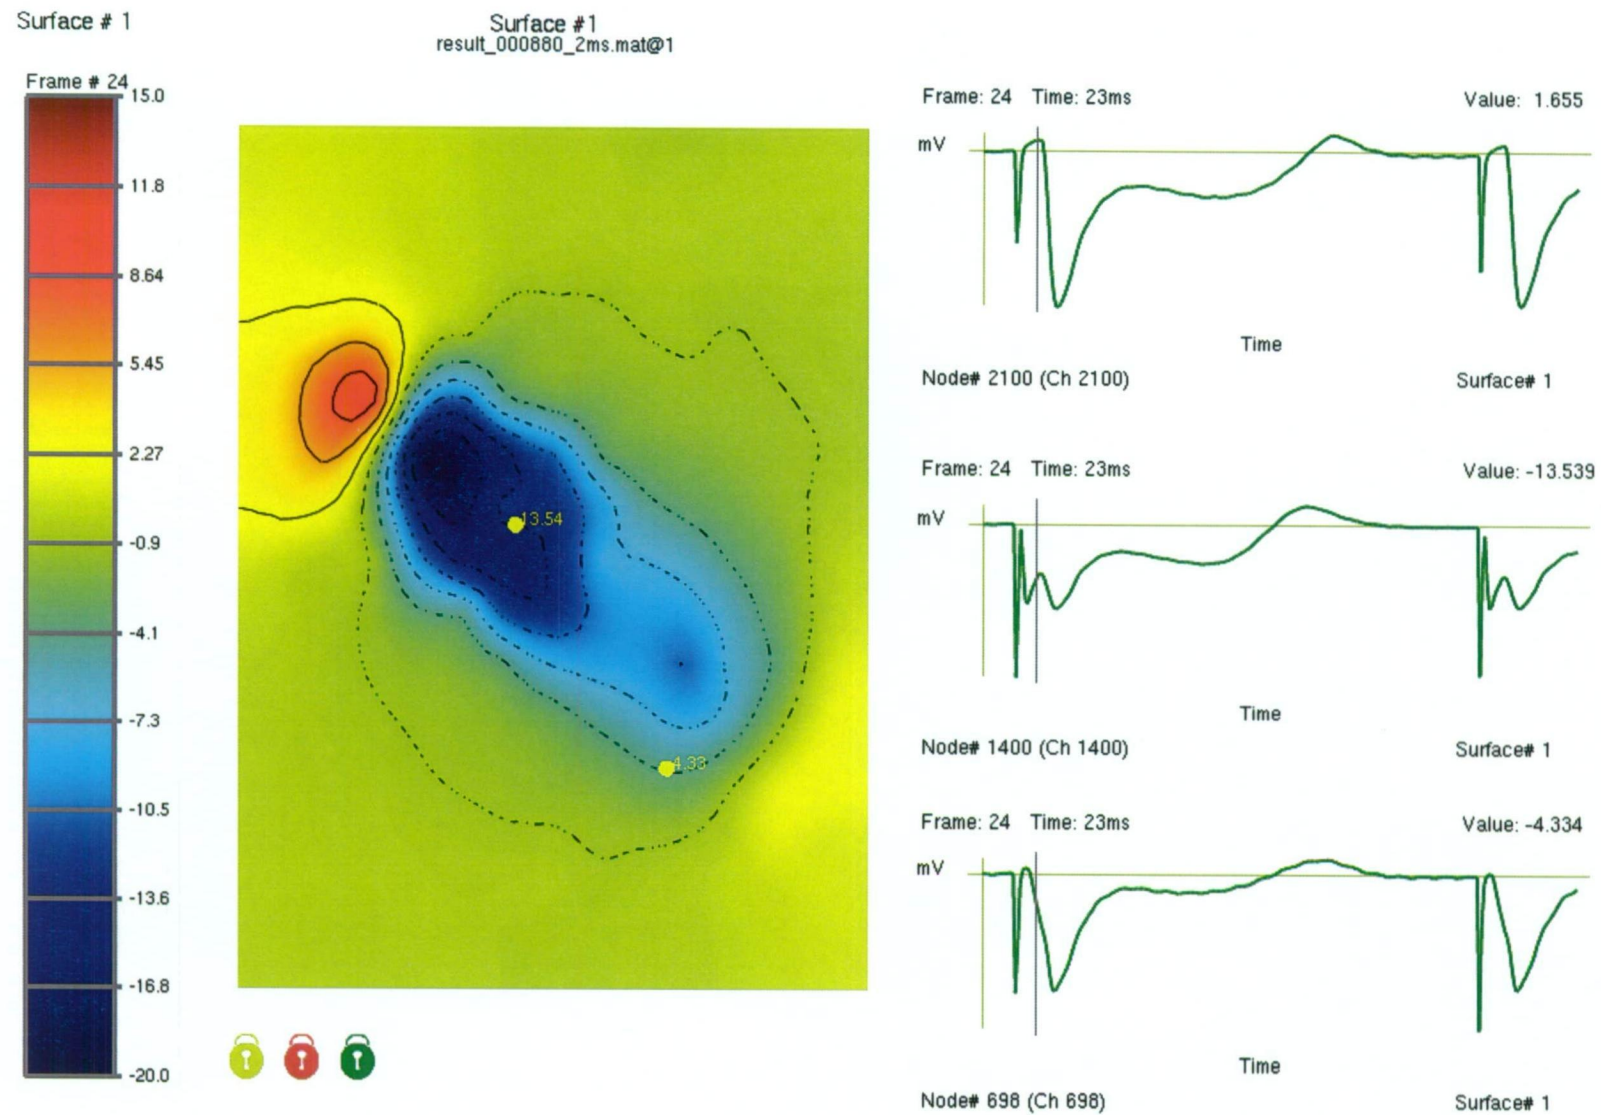 Surface # 1
Surface #1
result_000880_2ms.mat@1
Frame # 24
15.0
11.8
8.64
5.45
2.27
-0.9
-4.1
-7.3
-10.5
-13.6
-16.8
-20.0
13.54
4.33
Frame: 24 Time: 23ms Value: 1.655
mV
Time
Node# 2100 (Ch 2100) Surface# 1
Frame: 24 Time: 23ms Value: -13.539
mV
Time
Node# 1400 (Ch 1400) Surface# 1
Frame: 24 Time: 23ms Value: -4.334
mV
Time
Node# 698 (Ch 698) Surface# 1